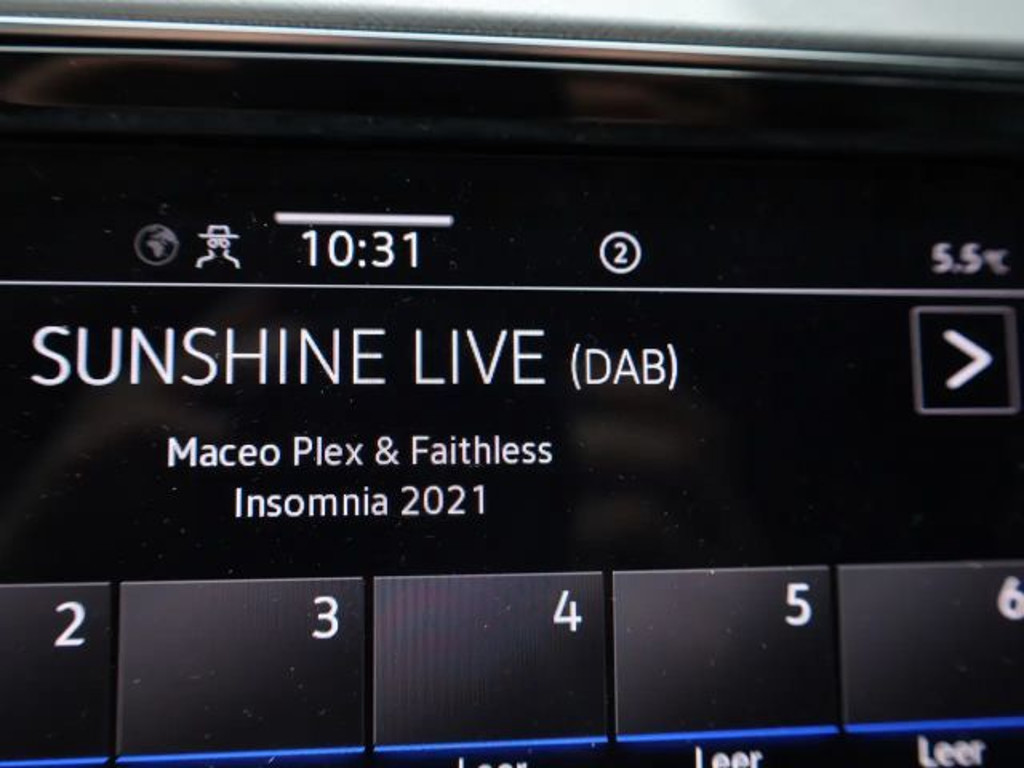 10:31 2 5.5°C
SUNSHINE LIVE (DAB)
Maceo Plex & Faithless
Insomnia 2021
2 3 4 5 6
Leer Leer Leer